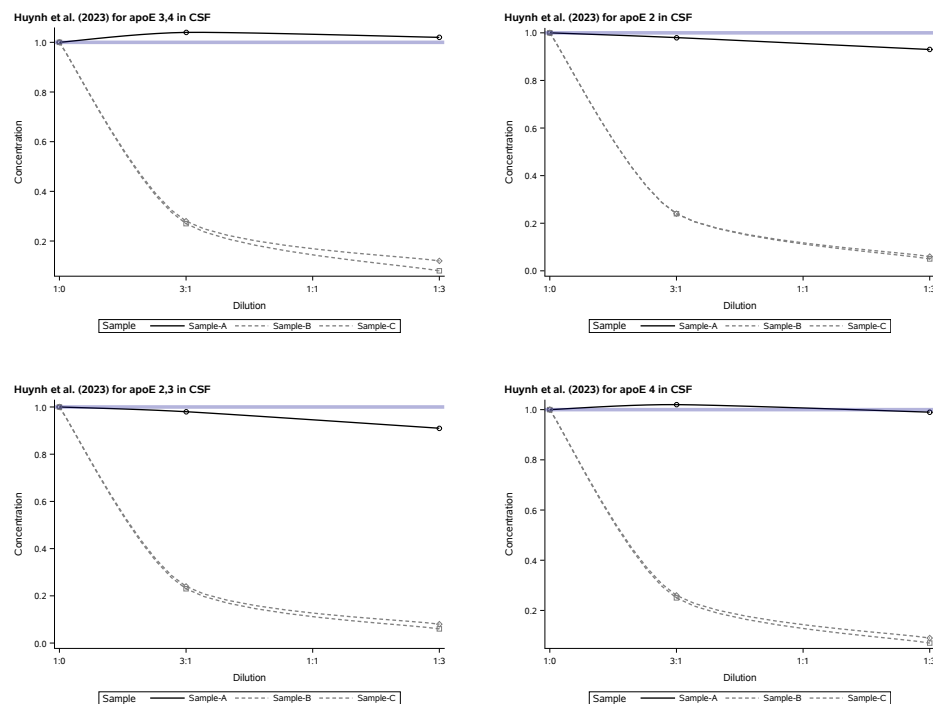 Huynh et al. (2023) for apoE 3,4 in CSF
1.0
0.8
0.6
0.4
0.2
Concentration
1:0 3:1 1:1 1:3
Dilution
Sample Sample-A Sample-B Sample-C
Huynh et al. (2023) for apoE 2 in CSF
1.0
0.8
0.6
0.4
0.2
0.0
Concentration
1:0 3:1 1:1 1:3
Dilution
Sample Sample-A Sample-B Sample-C
Huynh et al. (2023) for apoE 2,3 in CSF
1.0
0.8
0.6
0.4
0.2
0.0
Concentration
1:0 3:1 1:1 1:3
Dilution
Sample Sample-A Sample-B Sample-C
Huynh et al. (2023) for apoE 4 in CSF
1.0
0.8
0.6
0.4
0.2
Concentration
1:0 3:1 1:1 1:3
Dilution
Sample Sample-A Sample-B Sample-C